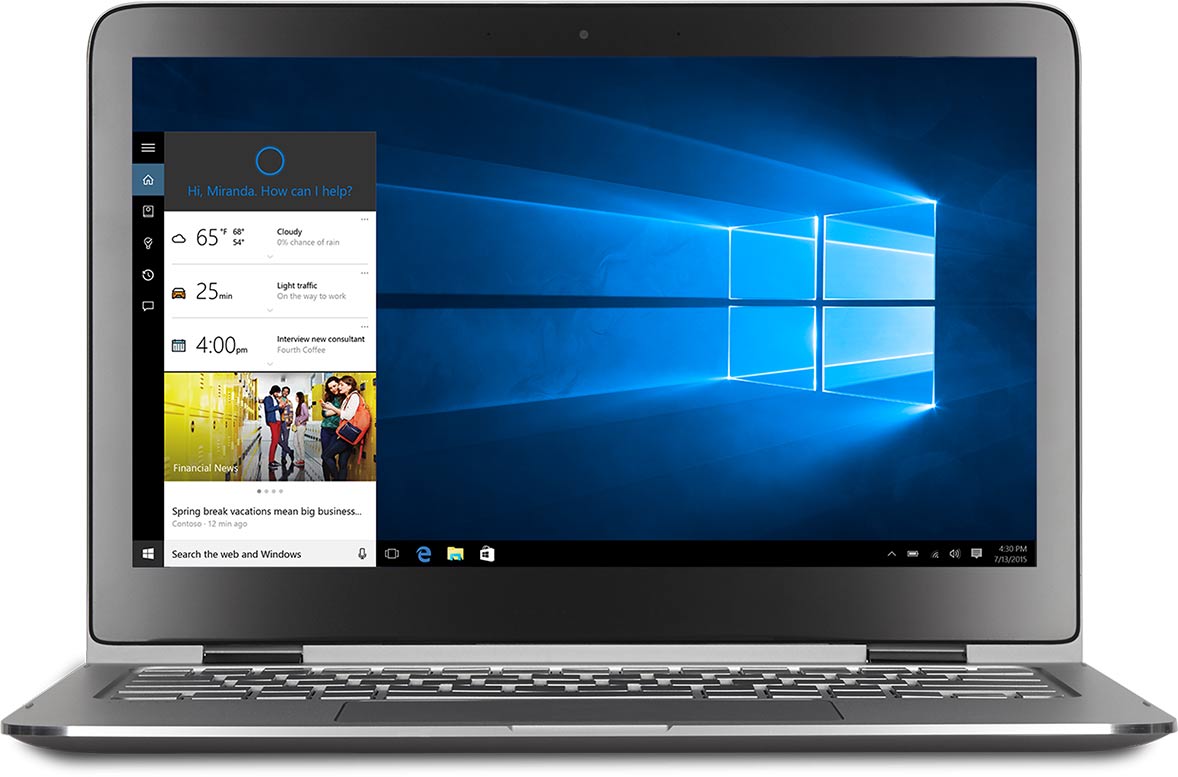 Hi, Miranda. How can I help?
65°F 68° 54°
Cloudy
0% chance of rain
25min
Light traffic
On the way to work
4:00pm
Interview new consultant
Fourth Coffee
Financial News
Spring break vacations mean big business...
Contoso · 12 min ago
Search the web and Windows
4:30 PM
7/13/2015